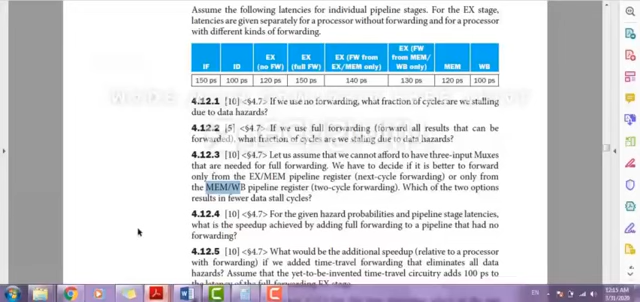 Assume the following latencies for individual pipeline stages. For the EX stage,
latencies are given separately for a processor without forwarding and for a processor
with different kinds of forwarding.
IF ID EX (no FW) EX (full FW) EX (FW from EX/MEM only) EX (FW from MEM/WB only) MEM WB
150 ps 100 ps 120 ps 150 ps 140 ps 130 ps 120 ps 100 ps
4.12.1 [10] <§4.7> If we use no forwarding, what fraction of cycles are we stalling
due to data hazards?
4.12.2 [5] <§4.7> If we use full forwarding (forward all results that can be
forwarded), what fraction of cycles are we staling due to data hazards?
4.12.3 [10] <§4.7> Let us assume that we cannot afford to have three-input Muxes
that are needed for full forwarding. We have to decide if it is better to forward
only from the EX/MEM pipeline register (next-cycle forwarding) or only from
the MEM/WB pipeline register (two-cycle forwarding). Which of the two options
results in fewer data stall cycles?
4.12.4 [10] <§4.7> For the given hazard probabilities and pipeline stage latencies,
what is the speedup achieved by adding full forwarding to a pipeline that had no
forwarding?
4.12.5 [10] <§4.7> What would be the additional speedup (relative to a processor
with forwarding) if we added time-travel forwarding that eliminates all data
hazards? Assume that the yet-to-be-invented time-travel circuitry adds 100 ps to
the latency of the full-forwarding EX stage.
EN
12:55 AM